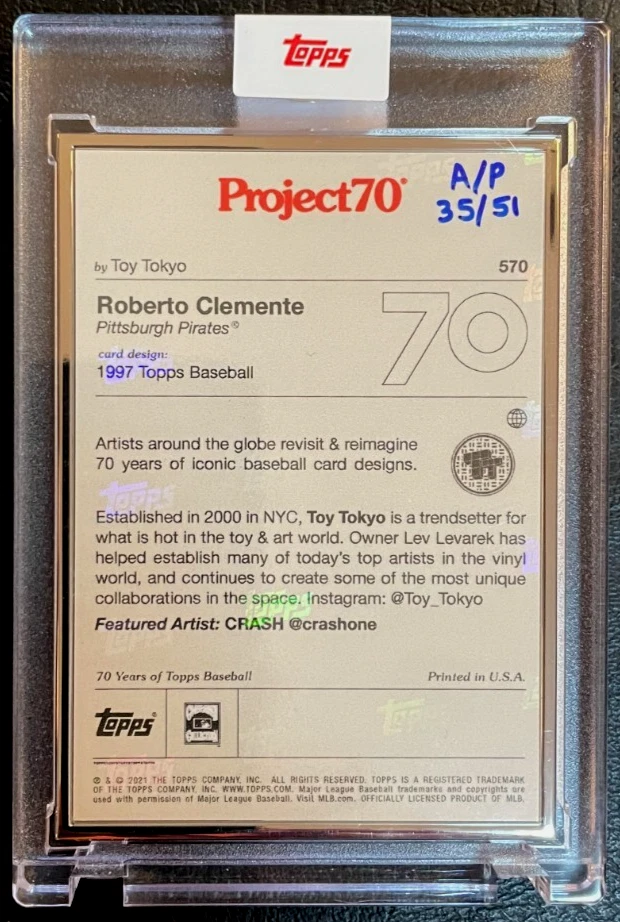 Topps
Project70®
A/P
35/51
by Toy Tokyo
570
Roberto Clemente
Pittsburgh Pirates®
card design:
1997 Topps Baseball
70
Artists around the globe revisit & reimagine
70 years of iconic baseball card designs.
Established in 2000 in NYC, Toy Tokyo is a trendsetter for
what is hot in the toy & art world. Owner Lev Levarek has
helped establish many of today's top artists in the vinyl
world, and continues to create some of the most unique
collaborations in the space. Instagram: @Toy_Tokyo
Featured Artist: CRASH @crashone
70 Years of Topps Baseball
Printed in U.S.A.
Topps®
® & © 2021 THE TOPPS COMPANY, INC. ALL RIGHTS RESERVED. TOPPS IS A REGISTERED TRADEMARK
OF THE TOPPS COMPANY, INC. WWW.TOPPS.COM. Major League Baseball trademarks and copyrights are
used with permission of Major League Baseball. Visit MLB.com. OFFICIALLY LICENSED PRODUCT OF MLB.